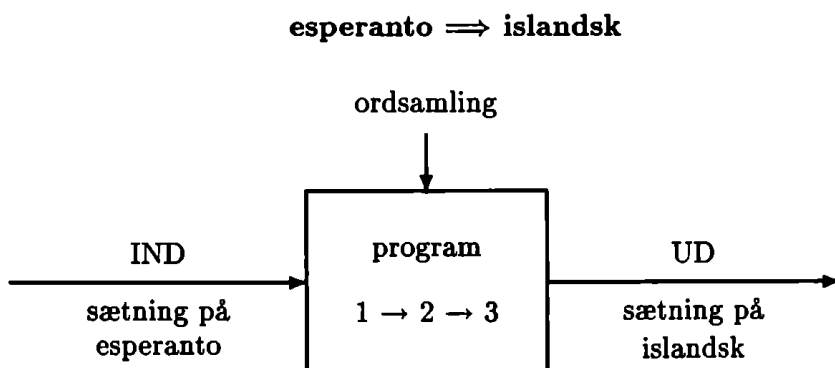 esperanto ⟹ islandsk
ordsamling
IND
program
UD
sætning på
esperanto
1 → 2 → 3
sætning på
islandsk